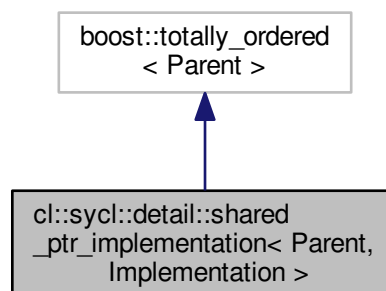 boost::totally_ordered
< Parent >
cl::sycl::detail::shared
_ptr_implementation< Parent,
Implementation >